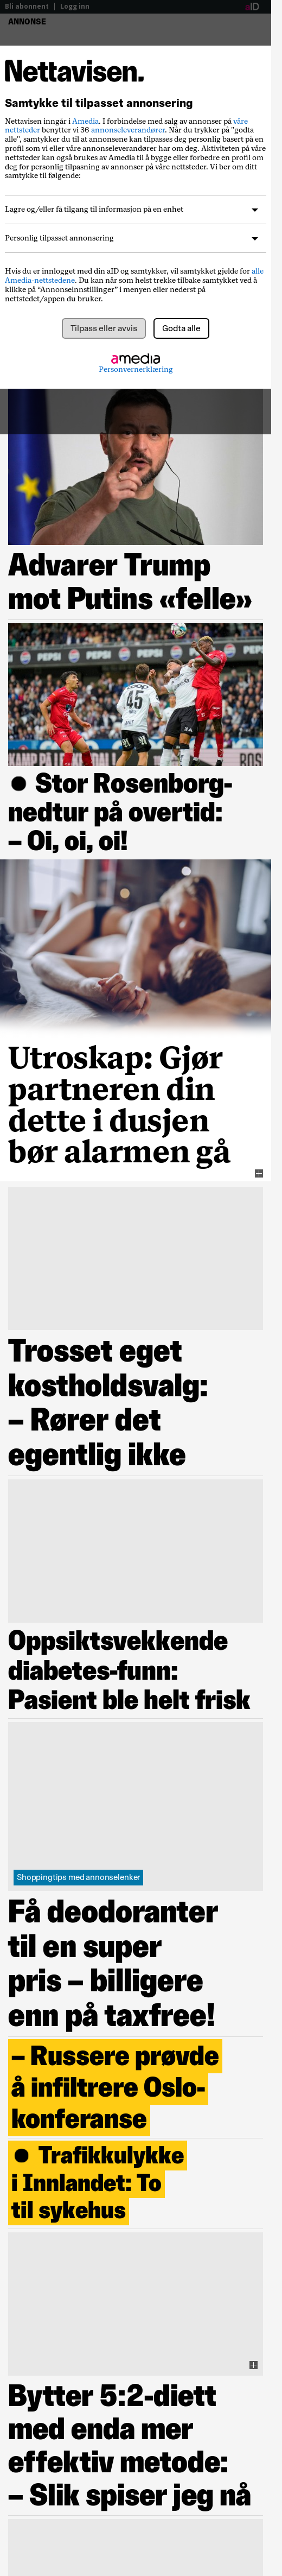 Bli abonnent | Logg inn
aID
ANNONSE
Nettavisen.
Samtykke til tilpasset annonsering
Nettavisen inngår i Amedia. I forbindelse med salg av annonser på våre
nettsteder benytter vi 36 annonseleverandører. Når du trykker på "godta
alle", samtykker du til at annonsene kan tilpasses deg personlig basert på en
profil som vi eller våre annonseleverandører har om deg. Aktiviteten på våre
nettsteder kan også brukes av Amedia til å bygge eller forbedre en profil om
deg for personlig tilpasning av annonser på våre nettsteder. Vi ber om ditt
samtykke til følgende:
Lagre og/eller få tilgang til informasjon på en enhet
Personlig tilpasset annonsering
Hvis du er innlogget med din aID og samtykker, vil samtykket gjelde for alle
Amedia-nettstedene. Du kan når som helst trekke tilbake samtykket ved å
klikke på “Annonseinnstillinger” i menyen eller nederst på
nettstedet/appen du bruker.
Tilpass eller avvis
Godta alle
amedia
Personvernerklæring
Advarer Trump
mot Putins «felle»
PEPSI PEPSI PEPSI
45
● Stor Rosenborg-
nedtur på overtid:
– Oi, oi, oi!
Utroskap: Gjør
partneren din
dette i dusjen
bør alarmen gå
Trosset eget
kostholdsvalg:
– Rører det
egentlig ikke
Oppsiktsvekkende
diabetes-funn:
Pasient ble helt frisk
Shoppingtips med annonselenker
Få deodoranter
til en super
pris – billigere
enn på taxfree!
– Russere prøvde
å infiltrere Oslo-
konferanse
● Trafikkulykke
i Innlandet: To
til sykehus
Bytter 5:2-diett
med enda mer
effektiv metode:
– Slik spiser jeg nå